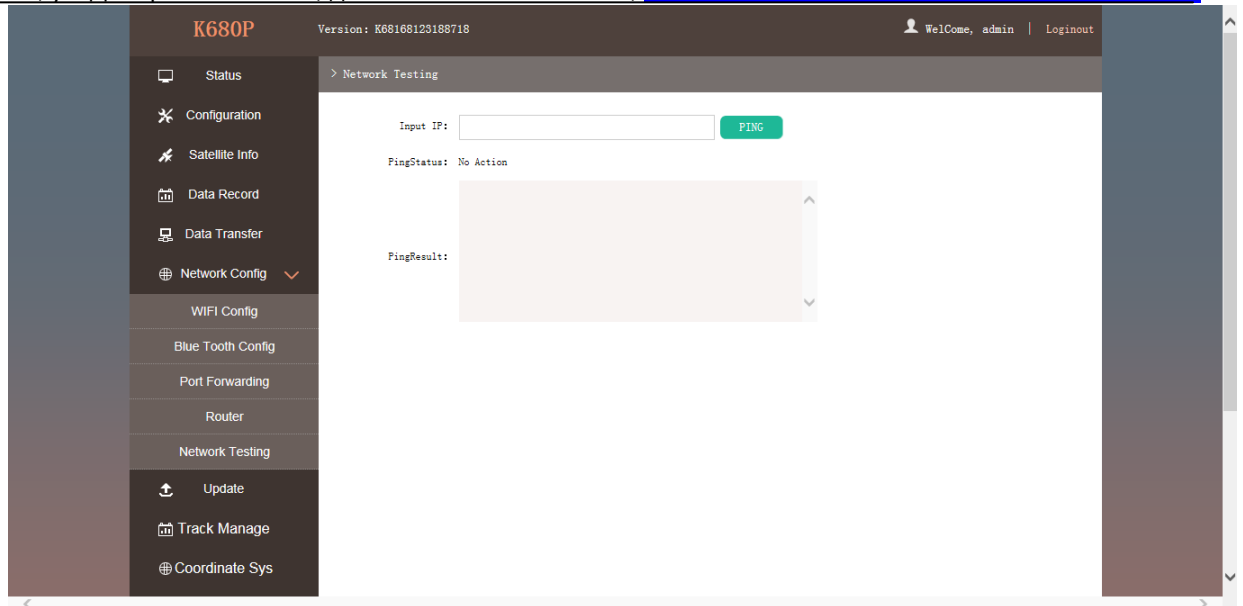 K680P
Version: K68168123188718
WelCome, admin | Loginout
Status
Configuration
Satellite Info
Data Record
Data Transfer
Network Config
WIFI Config
Blue Tooth Config
Port Forwarding
Router
Network Testing
Update
Track Manage
Coordinate Sys
> Network Testing
Input IP:
PING
PingStatus: No Action
PingResult: